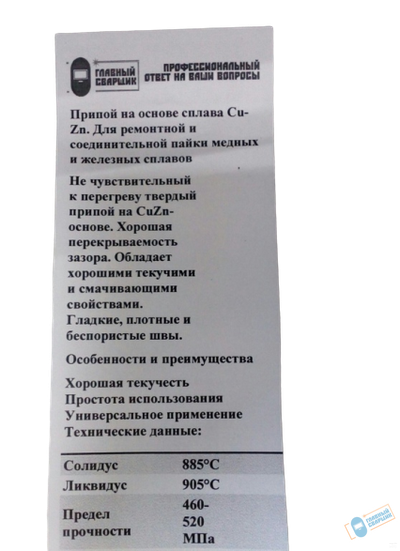 ГЛАВНЫЙ
СВАРЩИК
ПРОФЕССИОНАЛЬНЫЙ
ОТВЕТ НА ВАШИ ВОПРОСЫ
Припой на основе сплава Cu-
Zn. Для ремонтной и
соединительной пайки медных
и железных сплавов
Не чувствительный
к перегреву твердый
припой на CuZn-
основе. Хорошая
перекрываемость
зазора. Обладает
хорошими текучими
и смачивающими
свойствами.
Гладкие, плотные и
беспористые швы.
Особенности и преимущества
Хорошая текучесть
Простота использования
Универсальное применение
Технические данные:
Солидус 885°C
Ликвидус 905°C
Предел прочности 460-
520
МПа
ГЛАВНЫЙ
СВАРЩИК